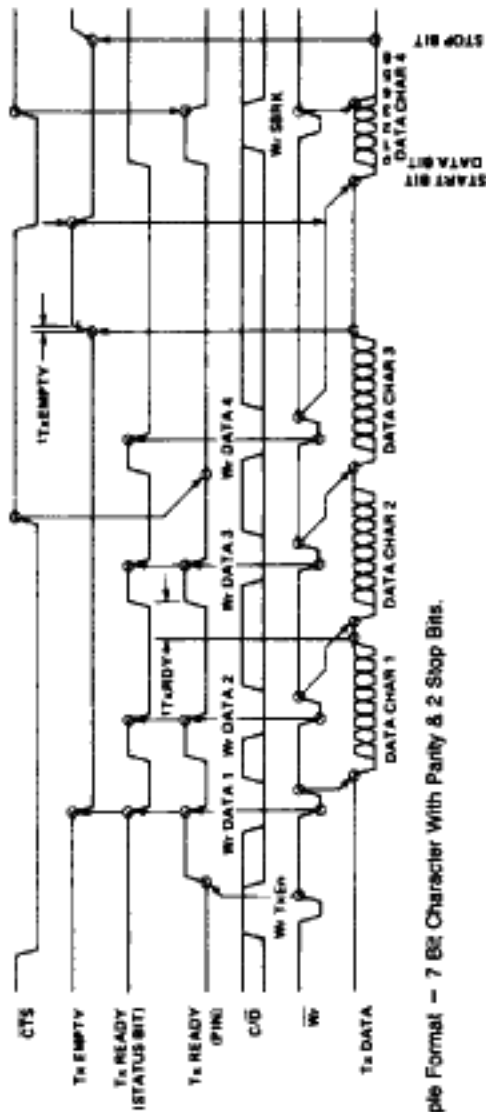 CTS
Tx EMPTY
Tx READY
(STATUS BIT)
Tx READY
(PIN)
C/D
Wr
Tx DATA
tTxEMPTY
tTxRDY
Wr TxEn
Wr DATA 1
Wr DATA 2
Wr DATA 3
Wr DATA 4
Wr SBRK
DATA CHAR 1
DATA CHAR 2
DATA CHAR 3
DATA CHAR 4
START BIT
DATA BIT
STOP BIT
ple Format — 7 Bit Character With Parity & 2 Stop Bits.